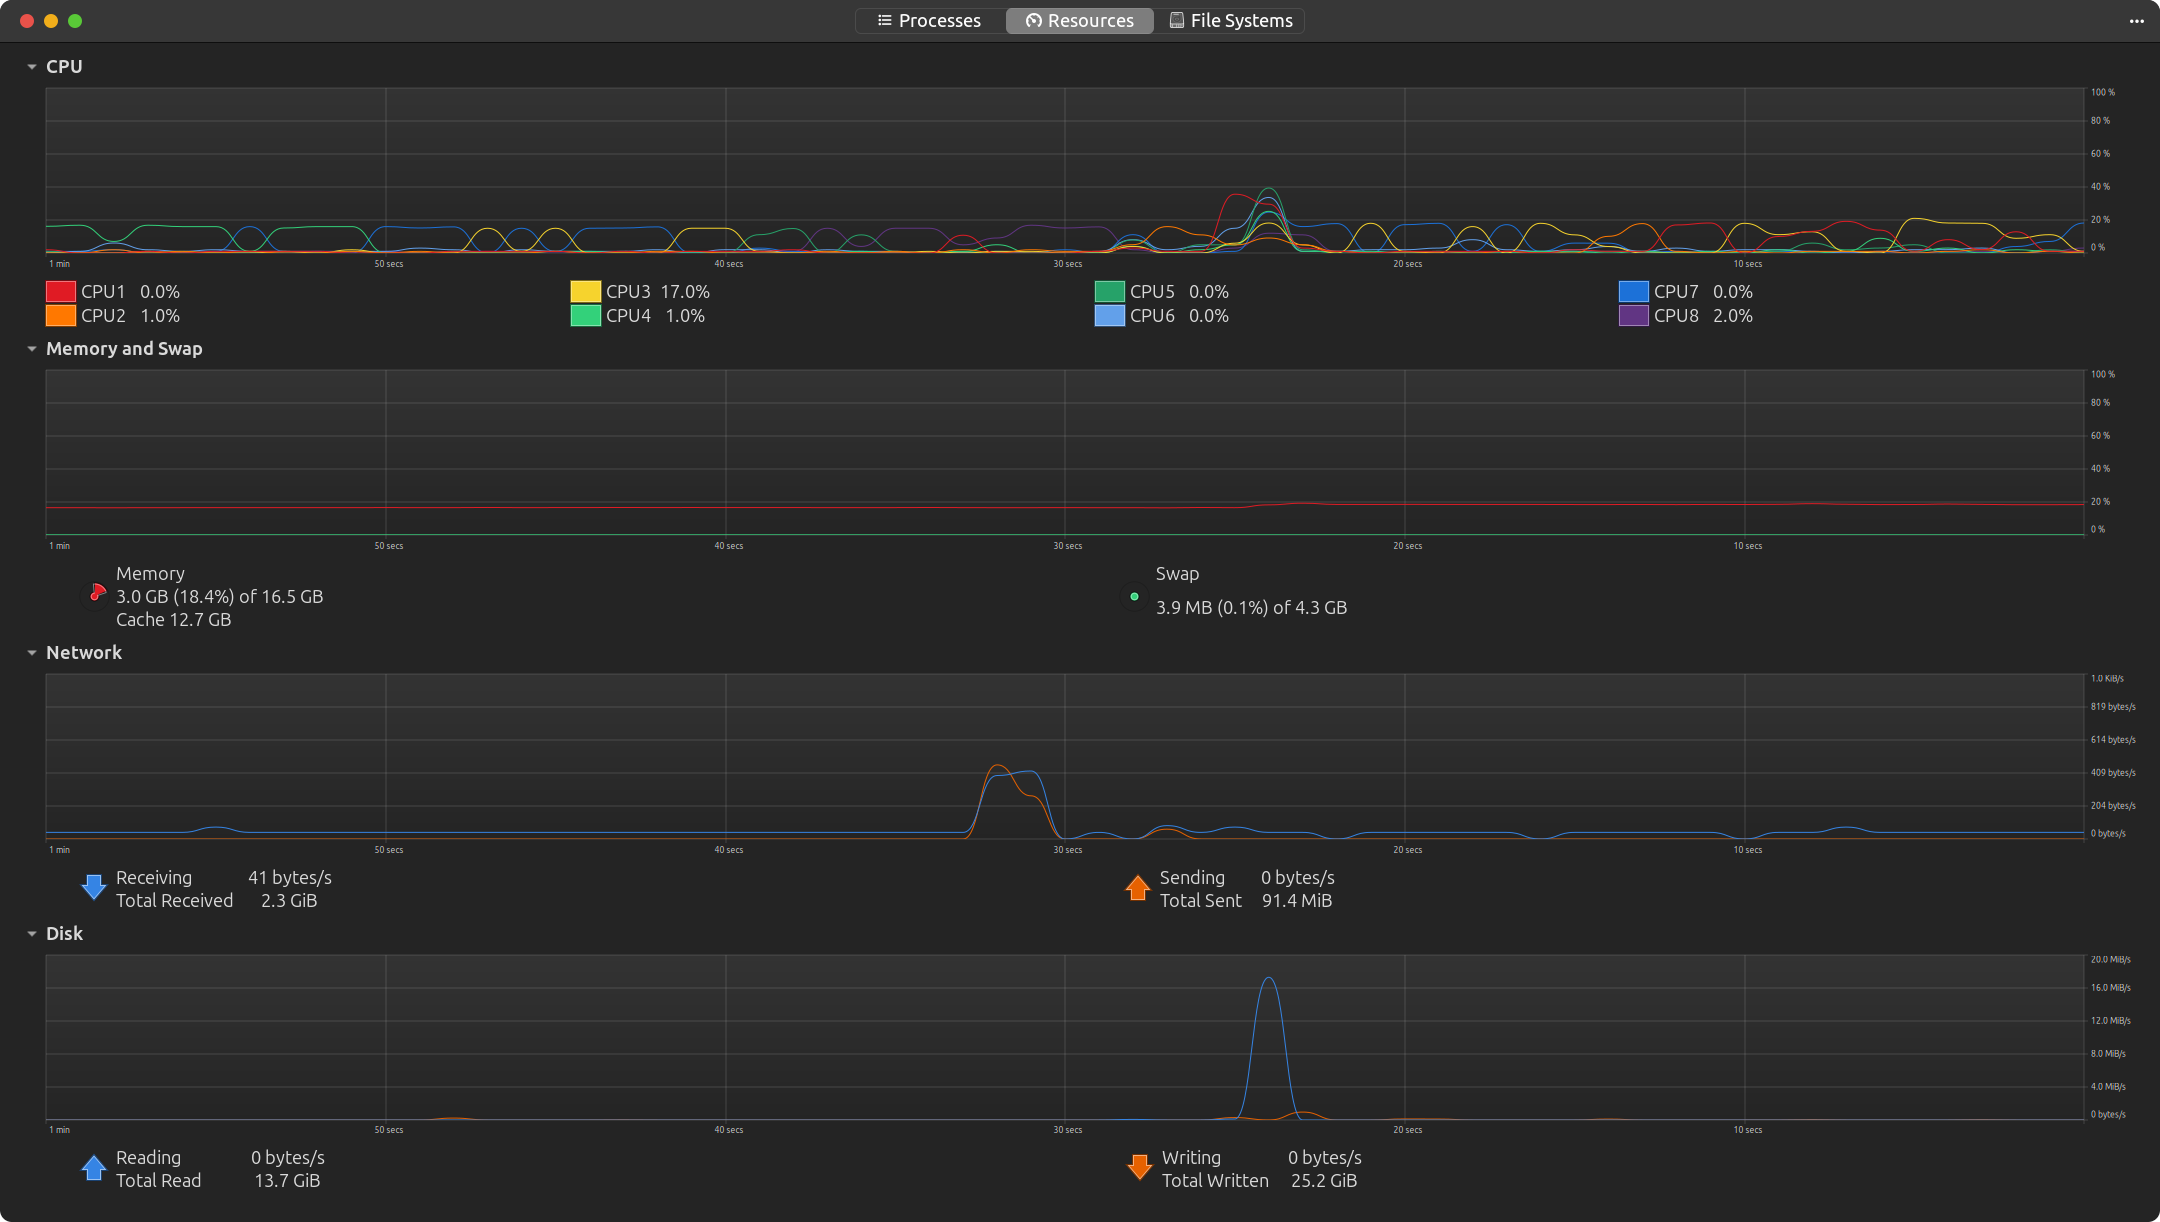 Processes Resources File Systems
CPU
100 %
80 %
60 %
40 %
20 %
0 %
1 min 50 secs 40 secs 30 secs 20 secs 10 secs
CPU1 0.0% CPU3 17.0% CPU5 0.0% CPU7 0.0%
CPU2 1.0% CPU4 1.0% CPU6 0.0% CPU8 2.0%
Memory and Swap
100 %
80 %
60 %
40 %
20 %
0 %
1 min 50 secs 40 secs 30 secs 20 secs 10 secs
Memory
3.0 GB (18.4%) of 16.5 GB
Cache 12.7 GB
Swap
3.9 MB (0.1%) of 4.3 GB
Network
1.0 KiB/s
819 bytes/s
614 bytes/s
409 bytes/s
204 bytes/s
0 bytes/s
1 min 50 secs 40 secs 30 secs 20 secs 10 secs
Receiving 41 bytes/s
Total Received 2.3 GiB
Sending 0 bytes/s
Total Sent 91.4 MiB
Disk
20.0 MiB/s
16.0 MiB/s
12.0 MiB/s
8.0 MiB/s
4.0 MiB/s
0 bytes/s
1 min 50 secs 40 secs 30 secs 20 secs 10 secs
Reading 0 bytes/s
Total Read 13.7 GiB
Writing 0 bytes/s
Total Written 25.2 GiB